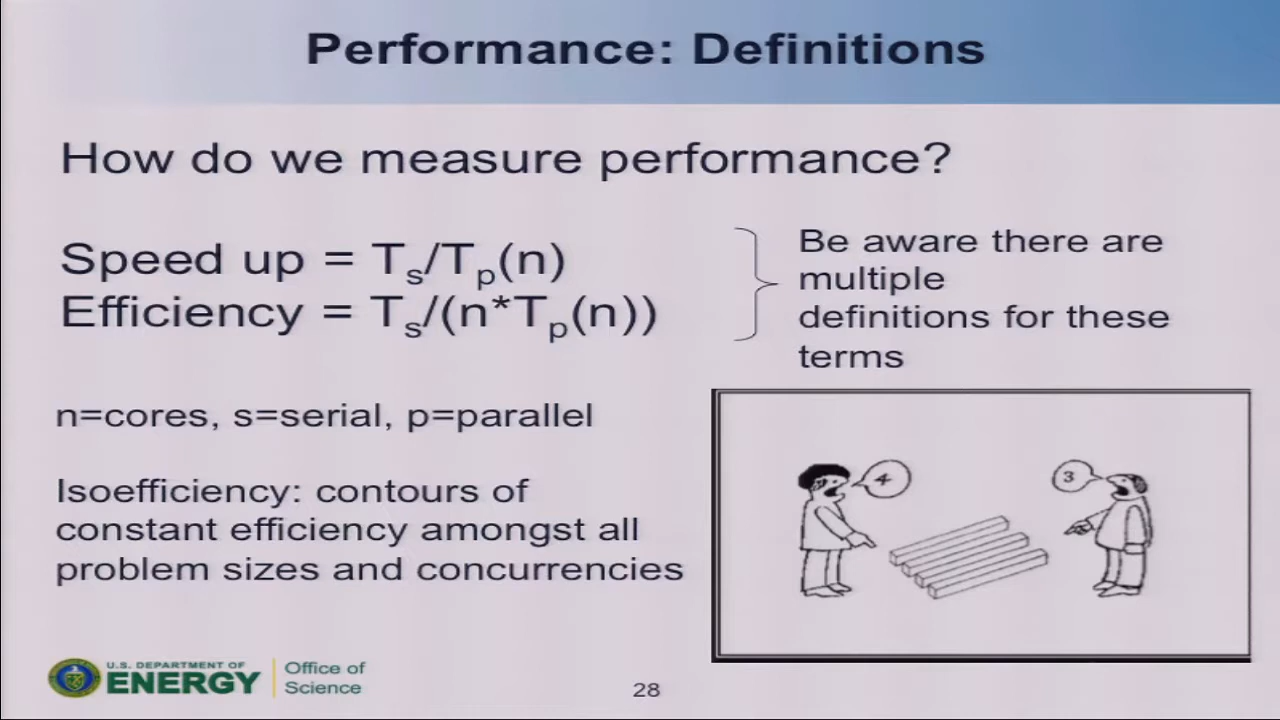 Performance: Definitions
How do we measure performance?
Speed up = Tₛ/Tₚ(n)
Efficiency = Tₛ/(n*Tₚ(n))
Be aware there are
multiple
definitions for these
terms
n=cores, s=serial, p=parallel
Isoefficiency: contours of
constant efficiency amongst all
problem sizes and concurrencies
4
3
U.S. DEPARTMENT OF
ENERGY
Office of
Science
28